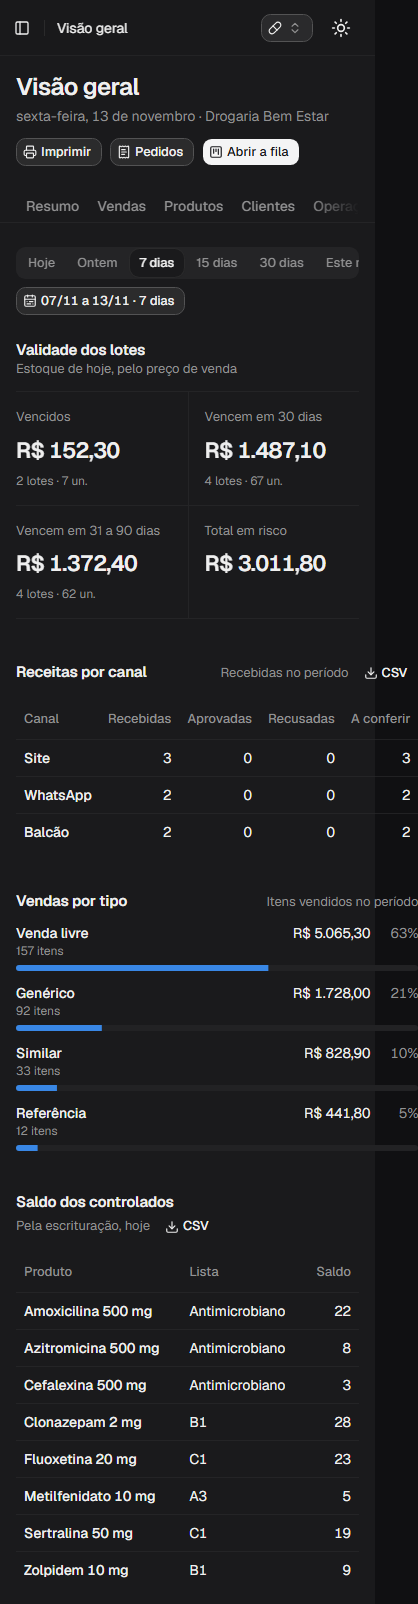 Visão geral
Visão geral
sexta-feira, 13 de novembro · Drogaria Bem Estar
Imprimir Pedidos Abrir a fila
Resumo Vendas Produtos Clientes
Hoje Ontem 7 dias 15 dias 30 dias Este
07/11 a 13/11 · 7 dias
Validade dos lotes
Estoque de hoje, pelo preço de venda
Vencidos Vencem em 30 dias
R$ 152,30 R$ 1.487,10
2 lotes · 7 un. 4 lotes · 67 un.
Vencem em 31 a 90 dias Total em risco
R$ 1.372,40 R$ 3.011,80
4 lotes · 62 un.
Receitas por canal Recebidas no período CSV
Canal Recebidas Aprovadas Recusadas A conferir
Site 3 0 0 3
WhatsApp 2 0 0 2
Balcão 2 0 0 2
Vendas por tipo Itens vendidos no período
Venda livre R$ 5.065,30 63%
157 itens
Genérico R$ 1.728,00 21%
92 itens
Similar R$ 828,90 10%
33 itens
Referência R$ 441,80 5%
12 itens
Saldo dos controlados
Pela escrituração, hoje CSV
Produto Lista Saldo
Amoxicilina 500 mg Antimicrobiano 22
Azitromicina 500 mg Antimicrobiano 8
Cefalexina 500 mg Antimicrobiano 3
Clonazepam 2 mg B1 28
Fluoxetina 20 mg C1 23
Metilfenidato 10 mg A3 5
Sertralina 50 mg C1 19
Zolpidem 10 mg B1 9